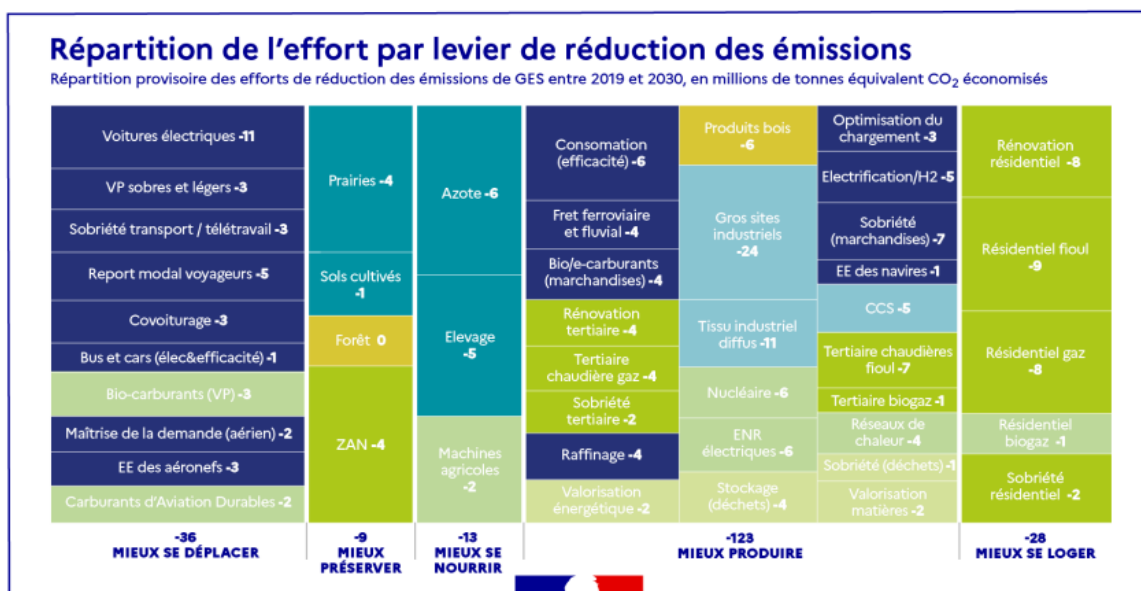 Répartition de l'effort par levier de réduction des émissions
Répartition provisoire des efforts de réduction des émissions de GES entre 2019 et 2030, en millions de tonnes équivalent CO₂ économisés
Voitures électriques -11
VP sobres et légers -3
Sobriété transport / télétravail -3
Report modal voyageurs -5
Covoiturage -3
Bus et cars (élec&efficacité) -1
Bio-carburants (VP) -3
Maîtrise de la demande (aérien) -2
EE des aéronefs -3
Carburants d'Aviation Durables -2
-36
MIEUX SE DÉPLACER
Prairies -4
Sols cultivés
-1
Forêt 0
ZAN -4
-9
MIEUX
PRÉSERVER
Azote -6
Elevage
-5
Machines
agricoles
-2
-13
MIEUX SE
NOURRIR
Consomation
(efficacité) -6
Fret ferroviaire
et fluvial -4
Bio/e-carburants
(marchandises) -4
Rénovation
tertiaire -4
Tertiaire
chaudière gaz -4
Sobriété
tertiaire -2
Raffinage -4
Valorisation
énergétique -2
Produits bois
-6
Gros sites
industriels
-24
Tissu industriel
diffus -11
Nucléaire -6
ENR
électriques -6
Stockage
(déchets) -4
Optimisation du
chargement -3
Electrification/H2 -5
Sobriété
(marchandises) -7
EE des navires -1
CCS -5
Tertiaire chaudières
fioul -7
Tertiaire biogaz -1
Réseaux de
chaleur -4
Sobriété (déchets) -1
Valorisation
matières -2
-123
MIEUX PRODUIRE
Rénovation
résidentiel -8
Résidentiel fioul
-9
Résidentiel gaz
-8
Résidentiel
biogaz -1
Sobriété
résidentiel -2
-28
MIEUX SE LOGER